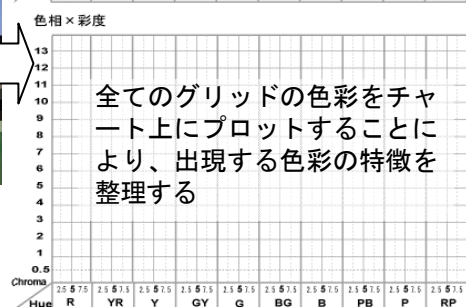 色相×彩度
13
12
11
10
9
8
7
6
5
4
3
2
1
0.5
全てのグリッドの色彩をチャ
ート上にプロットすることに
より、出現する色彩の特徴を
整理する
Chroma
2.5 5 7.5 2.5 5 7.5 2.5 5 7.5 2.5 5 7.5 2.5 5 7.5 2.5 5 7.5 2.5 5 7.5 2.5 5 7.5 2.5 5 7.5 2.5 5 7.5
Hue R YR Y GY G BG B PB P RP